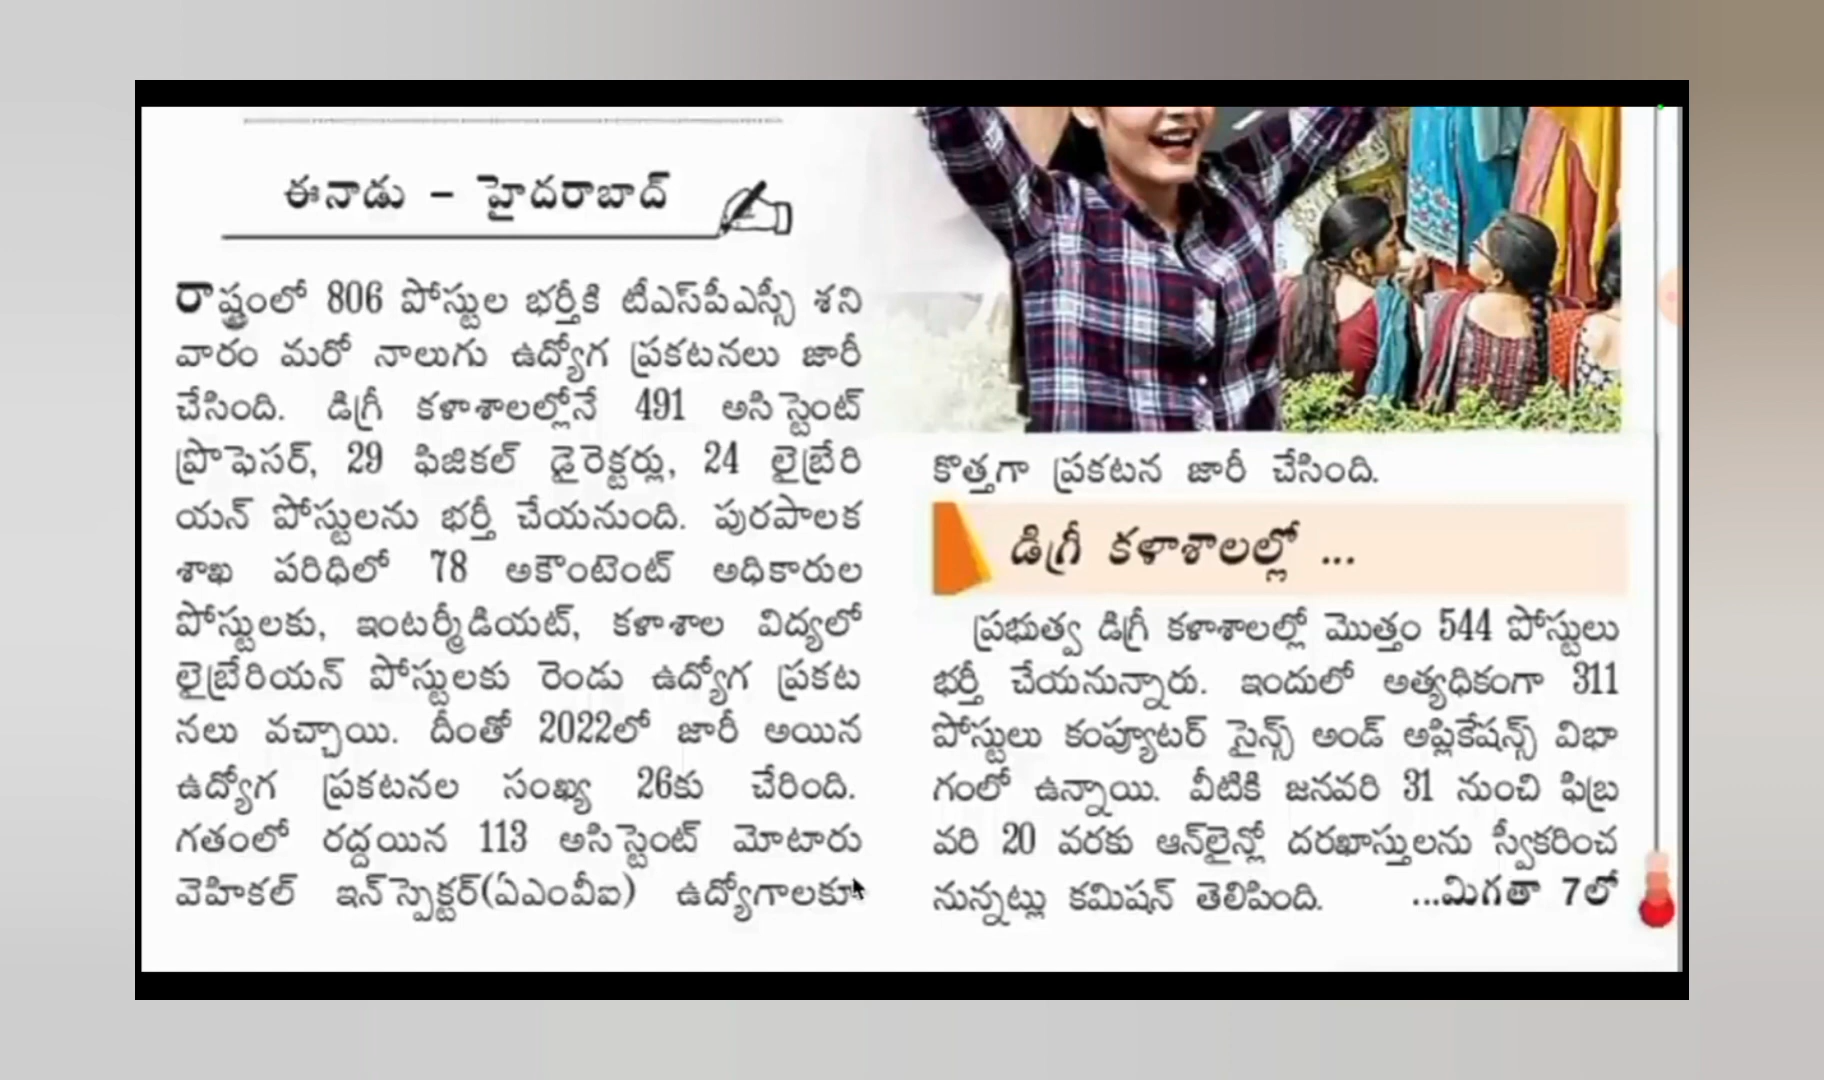 ఈనాడు - హైదరాబాద్
రాష్ట్రంలో 806 పోస్టుల భర్తీకి టీఎస్‌పీఎస్సీ శని
వారం మరో నాలుగు ఉద్యోగ ప్రకటనలు జారీ
చేసింది. డిగ్రీ కళాశాలల్లోనే 491 అసిస్టెంట్
ప్రొఫెసర్, 29 ఫిజికల్ డైరెక్టర్లు, 24 లైబ్రేరి
యన్ పోస్టులను భర్తీ చేయనుంది. పురపాలక
శాఖ పరిధిలో 78 అకౌంటెంట్ అధికారుల
పోస్టులకు, ఇంటర్మీడియట్, కళాశాల విద్యలో
లైబ్రేరియన్ పోస్టులకు రెండు ఉద్యోగ ప్రకట
నలు వచ్చాయి. దీంతో 2022లో జారీ అయిన
ఉద్యోగ ప్రకటనల సంఖ్య 26కు చేరింది.
గతంలో రద్దయిన 113 అసిస్టెంట్ మోటారు
వెహికల్ ఇన్‌స్పెక్టర్(ఏఎంవీఐ) ఉద్యోగాలకూ
కొత్తగా ప్రకటన జారీ చేసింది.
డిగ్రీ కళాశాలల్లో ...
ప్రభుత్వ డిగ్రీ కళాశాలల్లో మొత్తం 544 పోస్టులు
భర్తీ చేయనున్నారు. ఇందులో అత్యధికంగా 311
పోస్టులు కంప్యూటర్ సైన్స్ అండ్ అప్లికేషన్స్ విభా
గంలో ఉన్నాయి. వీటికి జనవరి 31 నుంచి ఫిబ్ర
వరి 20 వరకు ఆన్‌లైన్లో దరఖాస్తులను స్వీకరించ
నున్నట్లు కమిషన్ తెలిపింది. ...మిగతా 7లో